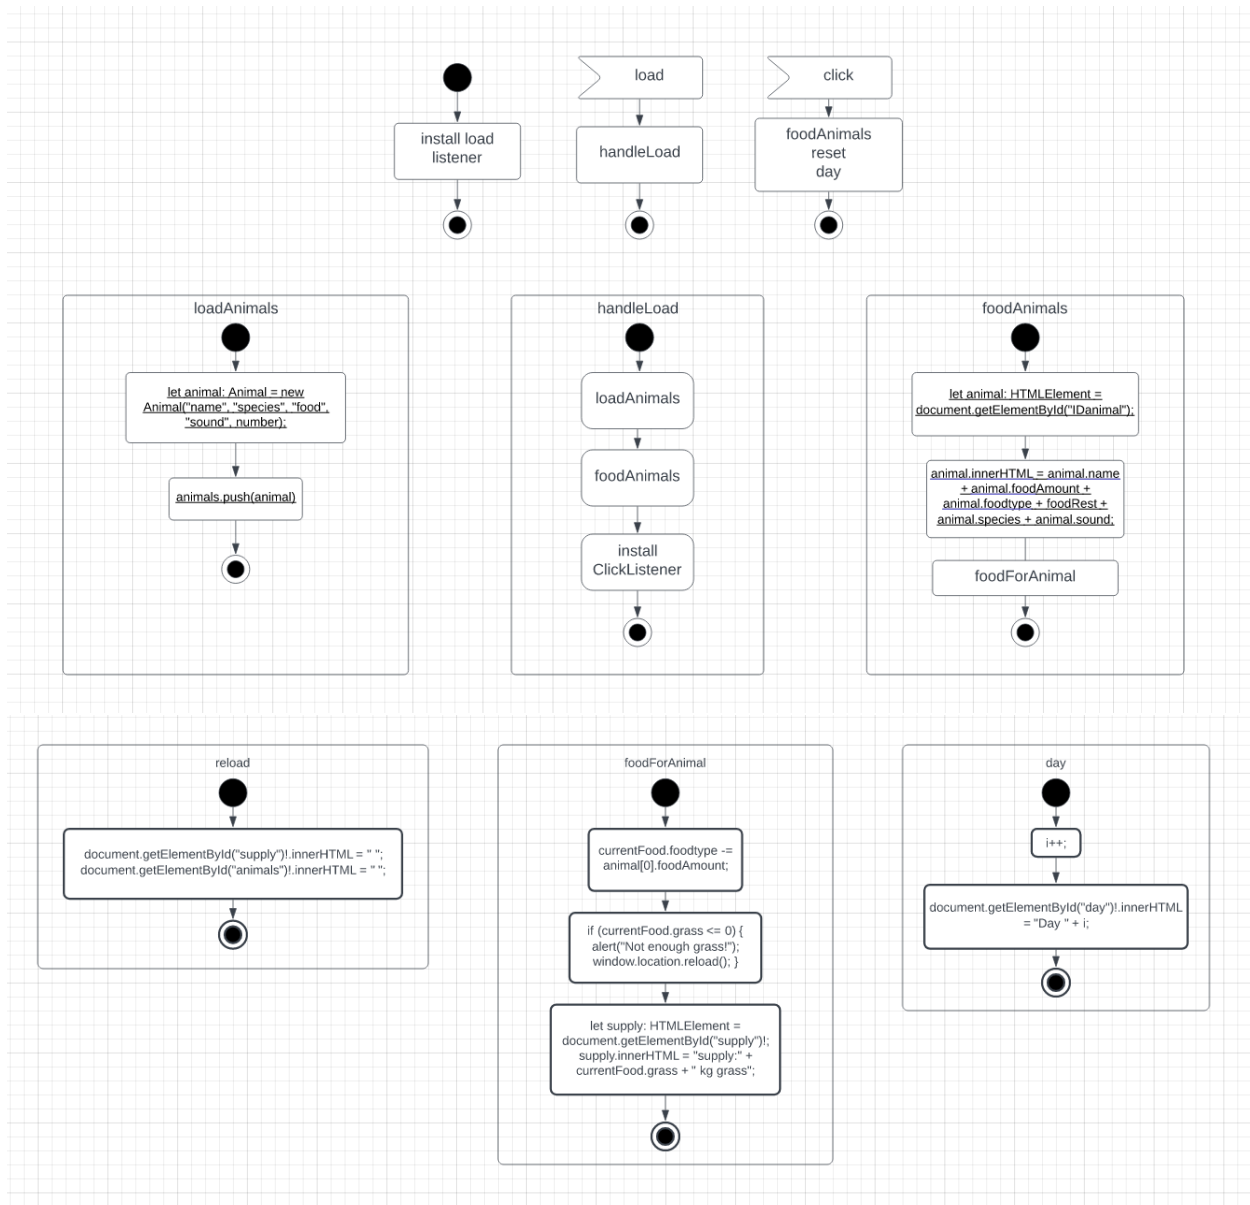 load
click
install load
listener
handleLoad
foodAnimals
reset
day
loadAnimals
let animal: Animal = new
Animal("name", "species", "food",
"sound", number);
animals.push(animal)
handleLoad
loadAnimals
foodAnimals
install
ClickListener
foodAnimals
let animal: HTMLElement =
document.getElementById("IDanimal");
animal.innerHTML = animal.name
+ animal.foodAmount +
animal.foodtype + foodRest +
animal.species + animal.sound;
foodForAnimal
reload
document.getElementById("supply")!.innerHTML = " ";
document.getElementById("animals")!.innerHTML = " ";
foodForAnimal
currentFood.foodtype -=
animal[0].foodAmount;
if (currentFood.grass <= 0) {
alert("Not enough grass!");
window.location.reload(); }
let supply: HTMLElement =
document.getElementById("supply")!;
supply.innerHTML = "supply:" +
currentFood.grass + " kg grass";
day
i++;
document.getElementById("day")!.innerHTML
= "Day " + i;